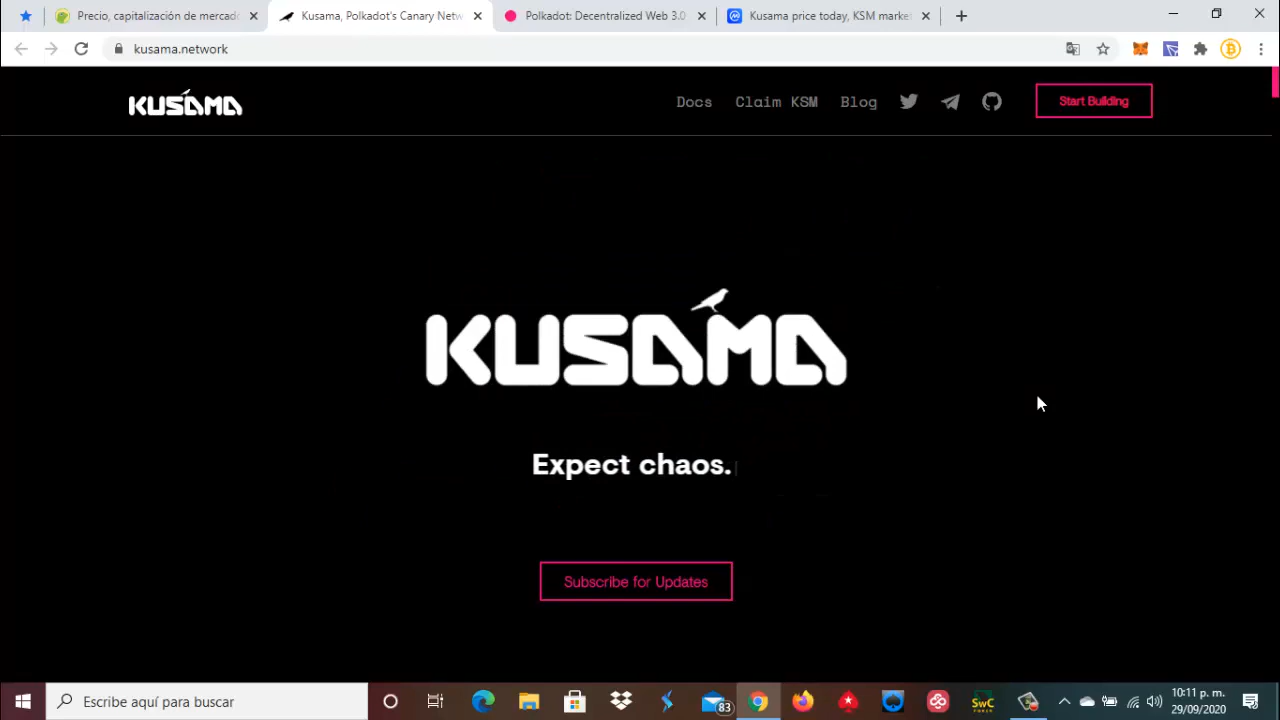 Precio, capitalización de mercado
Kusama, Polkadot's Canary Netw
Polkadot: Decentralized Web 3.0
Kusama price today, KSM marke
kusama.network
KUSAMA
Docs
Claim KSM
Blog
Start Building
KUSAMA
Expect chaos.
Subscribe for Updates
Escribe aquí para buscar
83
SwC
10:11 p. m.
29/09/2020